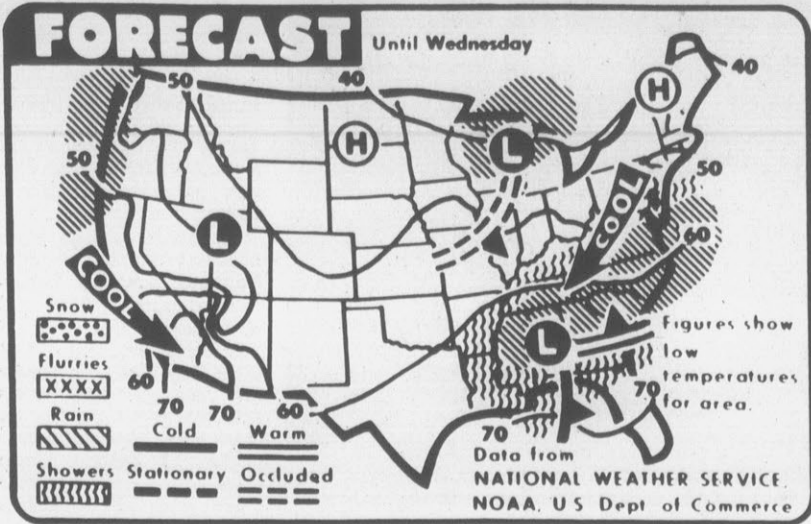 FORECAST
Until Wednesday
50
40
H
40
H
L
50
50
L
COOL
60
COOL
Snow
L
Figures show
Flurries
low
XXXX
temperatures
60
70
70
60
70
for area.
Rain
Cold
Warm
70
Data from
Showers
Stationary
Occluded
NATIONAL WEATHER SERVICE,
NOAA, U S Dept of Commerce